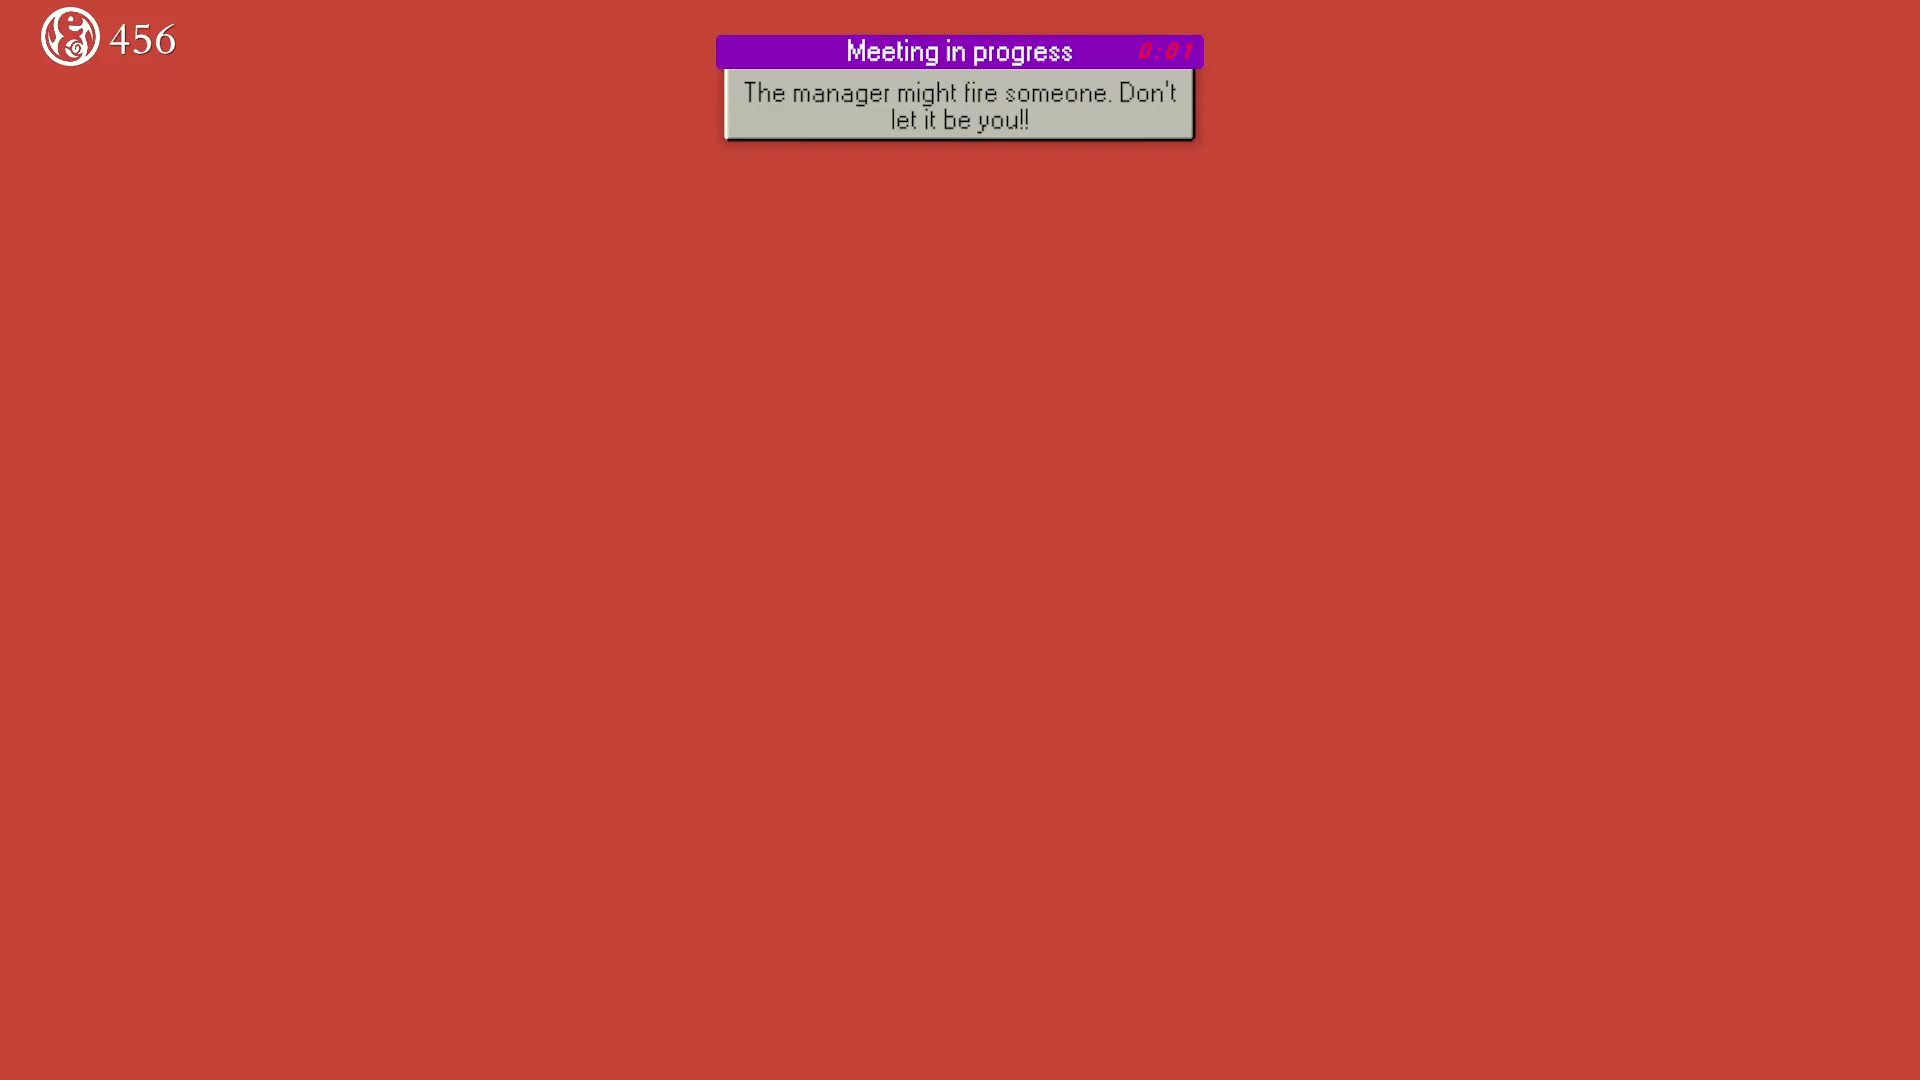 456
Meeting in progress 0:01
The manager might fire someone. Don't
let it be you!!